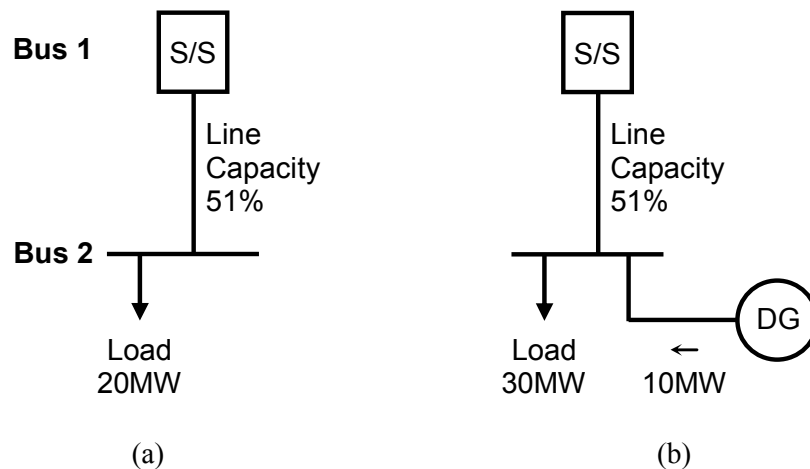 Bus 1
S/S
Line
Capacity
51%
Bus 2
Load
20MW
(a)
S/S
Line
Capacity
51%
DG
Load
30MW
←
10MW
(b)